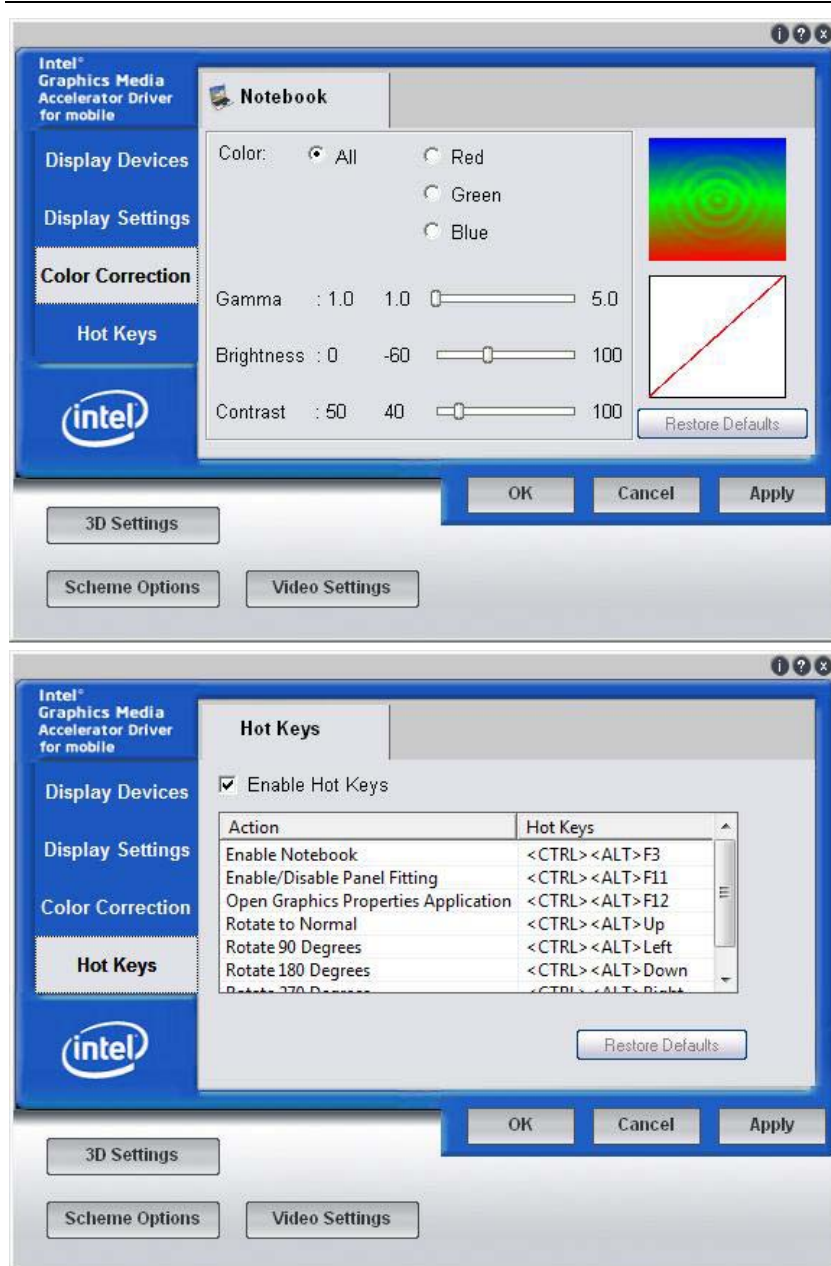 Intel®
Graphics Media
Accelerator Driver
for mobile
Notebook
Display Devices
Display Settings
Color Correction
Hot Keys
intel
Color: All Red
Green
Blue
Gamma : 1.0 1.0 5.0
Brightness : 0 -60 100
Contrast : 50 40 100
Restore Defaults
OK Cancel Apply
3D Settings
Scheme Options Video Settings
Intel®
Graphics Media
Accelerator Driver
for mobile
Hot Keys
Display Devices
Display Settings
Color Correction
Hot Keys
intel
Enable Hot Keys
Action Hot Keys
Enable Notebook <CTRL><ALT>F3
Enable/Disable Panel Fitting <CTRL><ALT>F11
Open Graphics Properties Application <CTRL><ALT>F12
Rotate to Normal <CTRL><ALT>Up
Rotate 90 Degrees <CTRL><ALT>Left
Rotate 180 Degrees <CTRL><ALT>Down
Rotate 270 Degrees <CTRL><ALT>Right
Restore Defaults
OK Cancel Apply
3D Settings
Scheme Options Video Settings